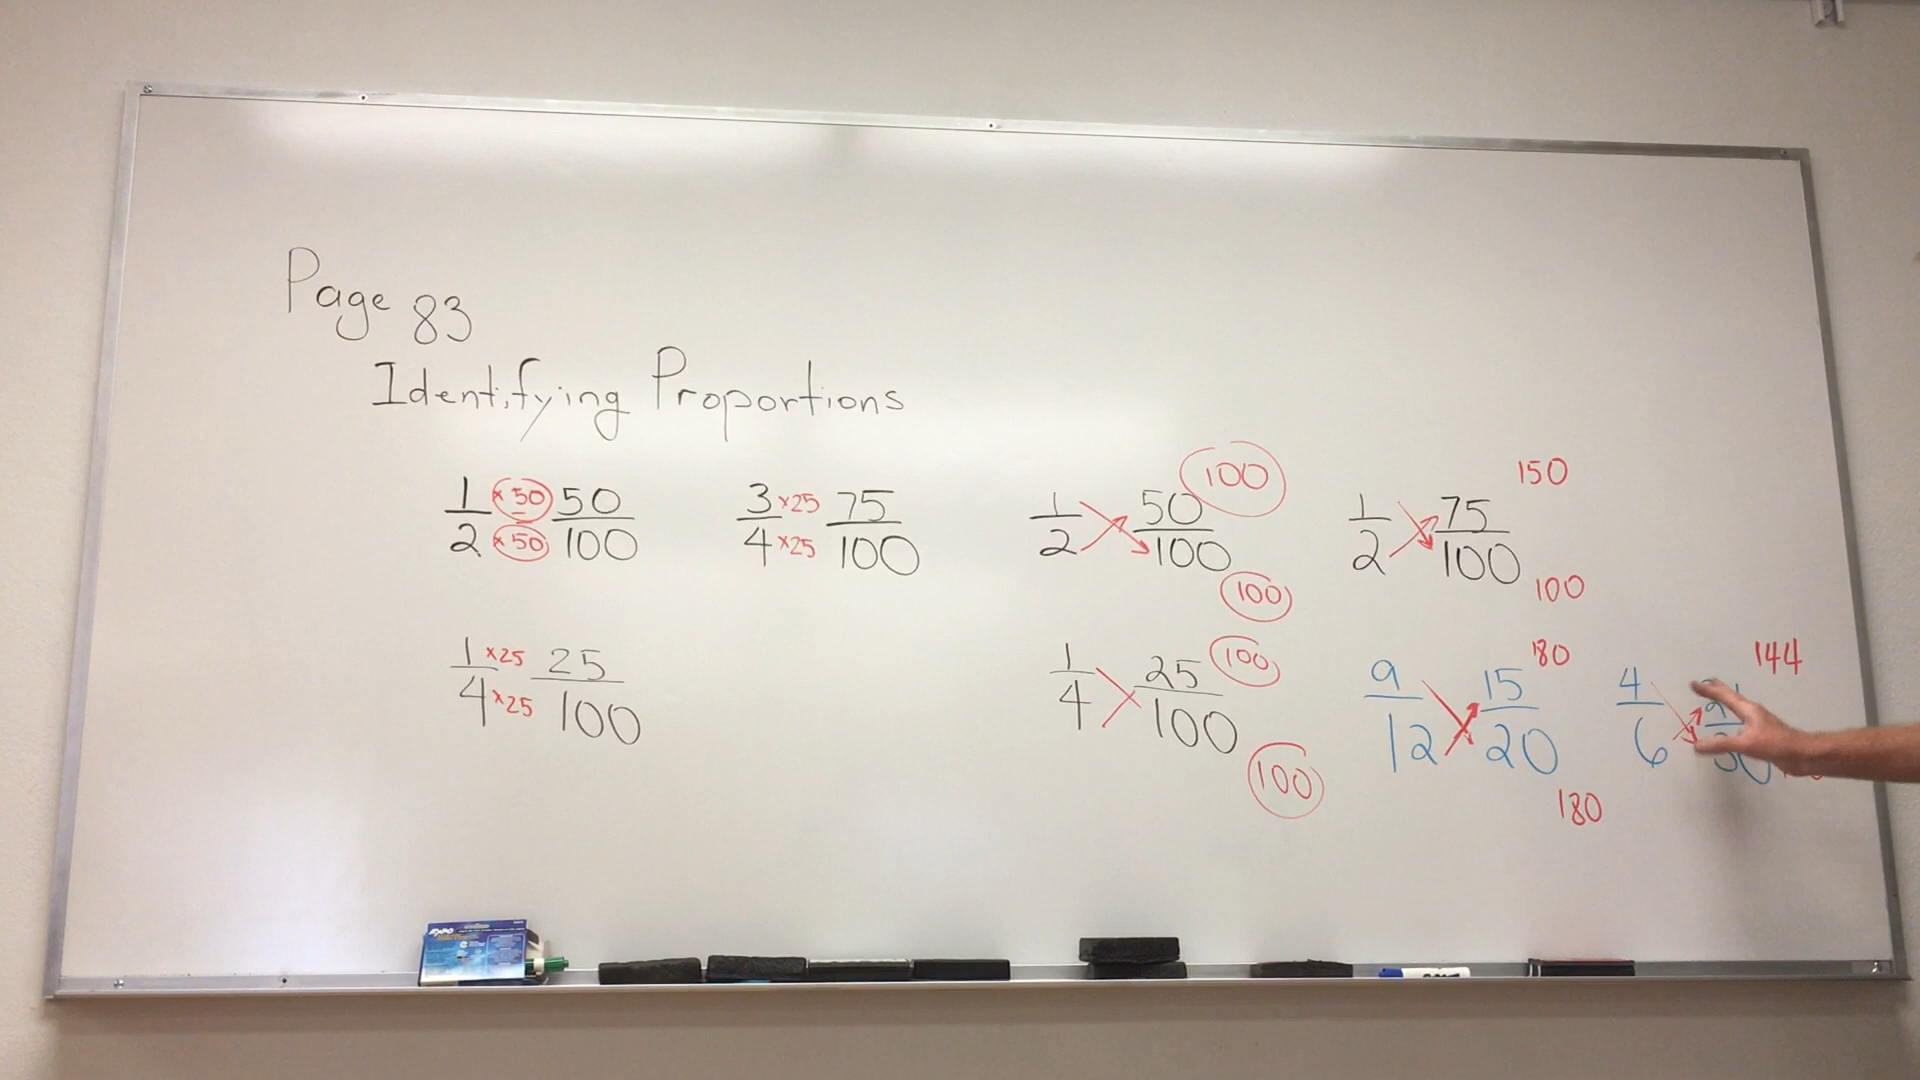 Page 83
Identifying Proportions
1/2 ×50 ×50 50/100
3/4 ×25 ×25 75/100
1/2 50/100 100 100
1/2 75/100 150 100
1/4 ×25 ×25 25/100
1/4 25/100 100 100
9/12 15/20 180 180
4/6 144
EXPO